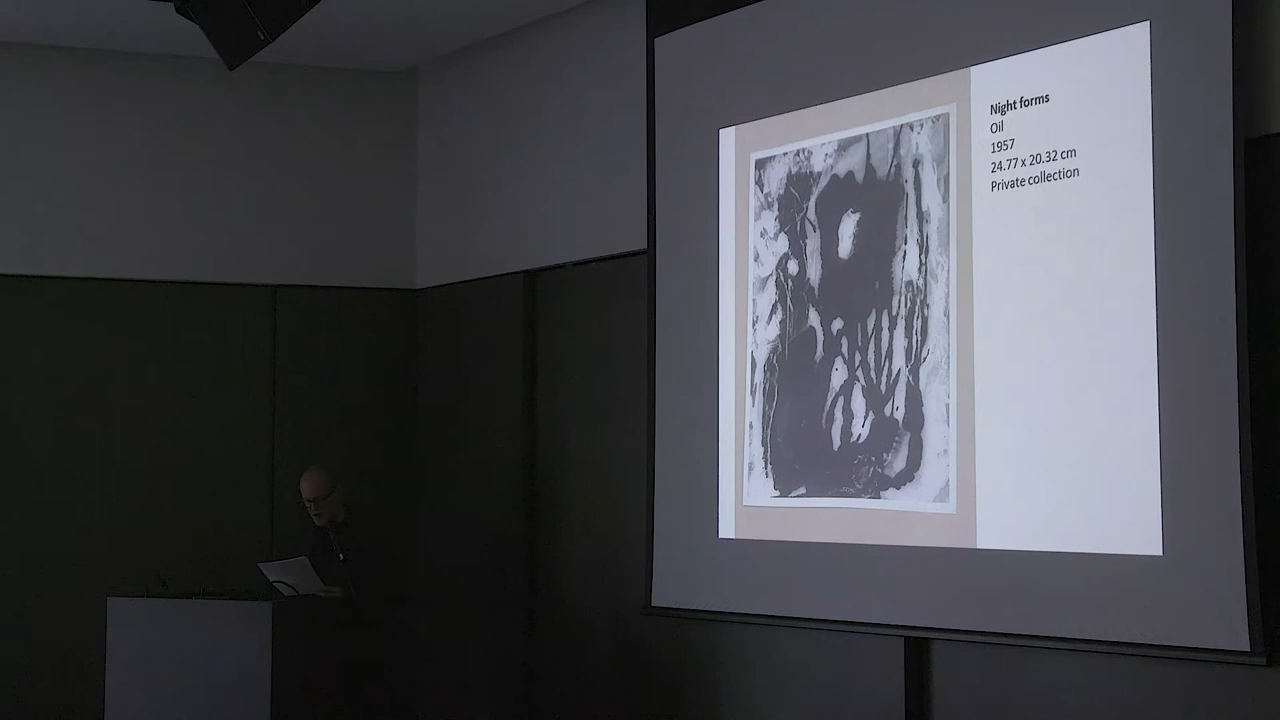 Night forms
Oil
1957
24.77 x 20.32 cm
Private collection